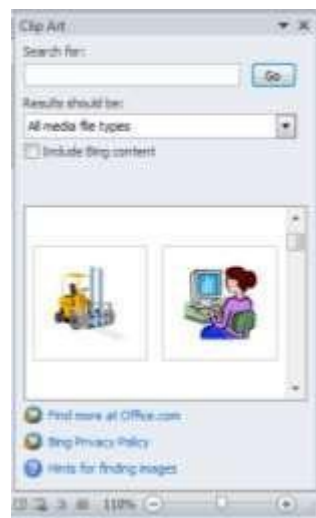 Clip Art
Search for:
Go
Results should be:
All media file types
Include Bing content
Find more at Office.com
Bing Privacy Policy
Hints for finding images
110%